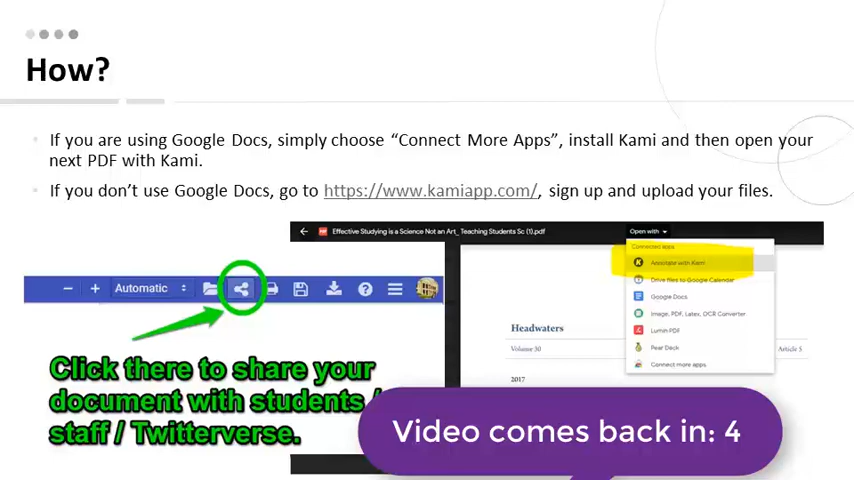 How?
If you are using Google Docs, simply choose “Connect More Apps”, install Kami and then open your
next PDF with Kami.
If you don’t use Google Docs, go to https://www.kamiapp.com/, sign up and upload your files.
Effective Studying is a Science Not an Art_ Teaching Students Sc (1).pdf
Open with
Connected apps
Annotate with Kami
Drive files to Google Calendar
Google Docs
Image, PDF, Latex, OCR Converter
Lumin PDF
Pear Deck
Connect more apps
Automatic
Headwaters
Volume 30
Article 5
2017
Click there to share your
document with students /
staff / Twitterverse.
Video comes back in: 4